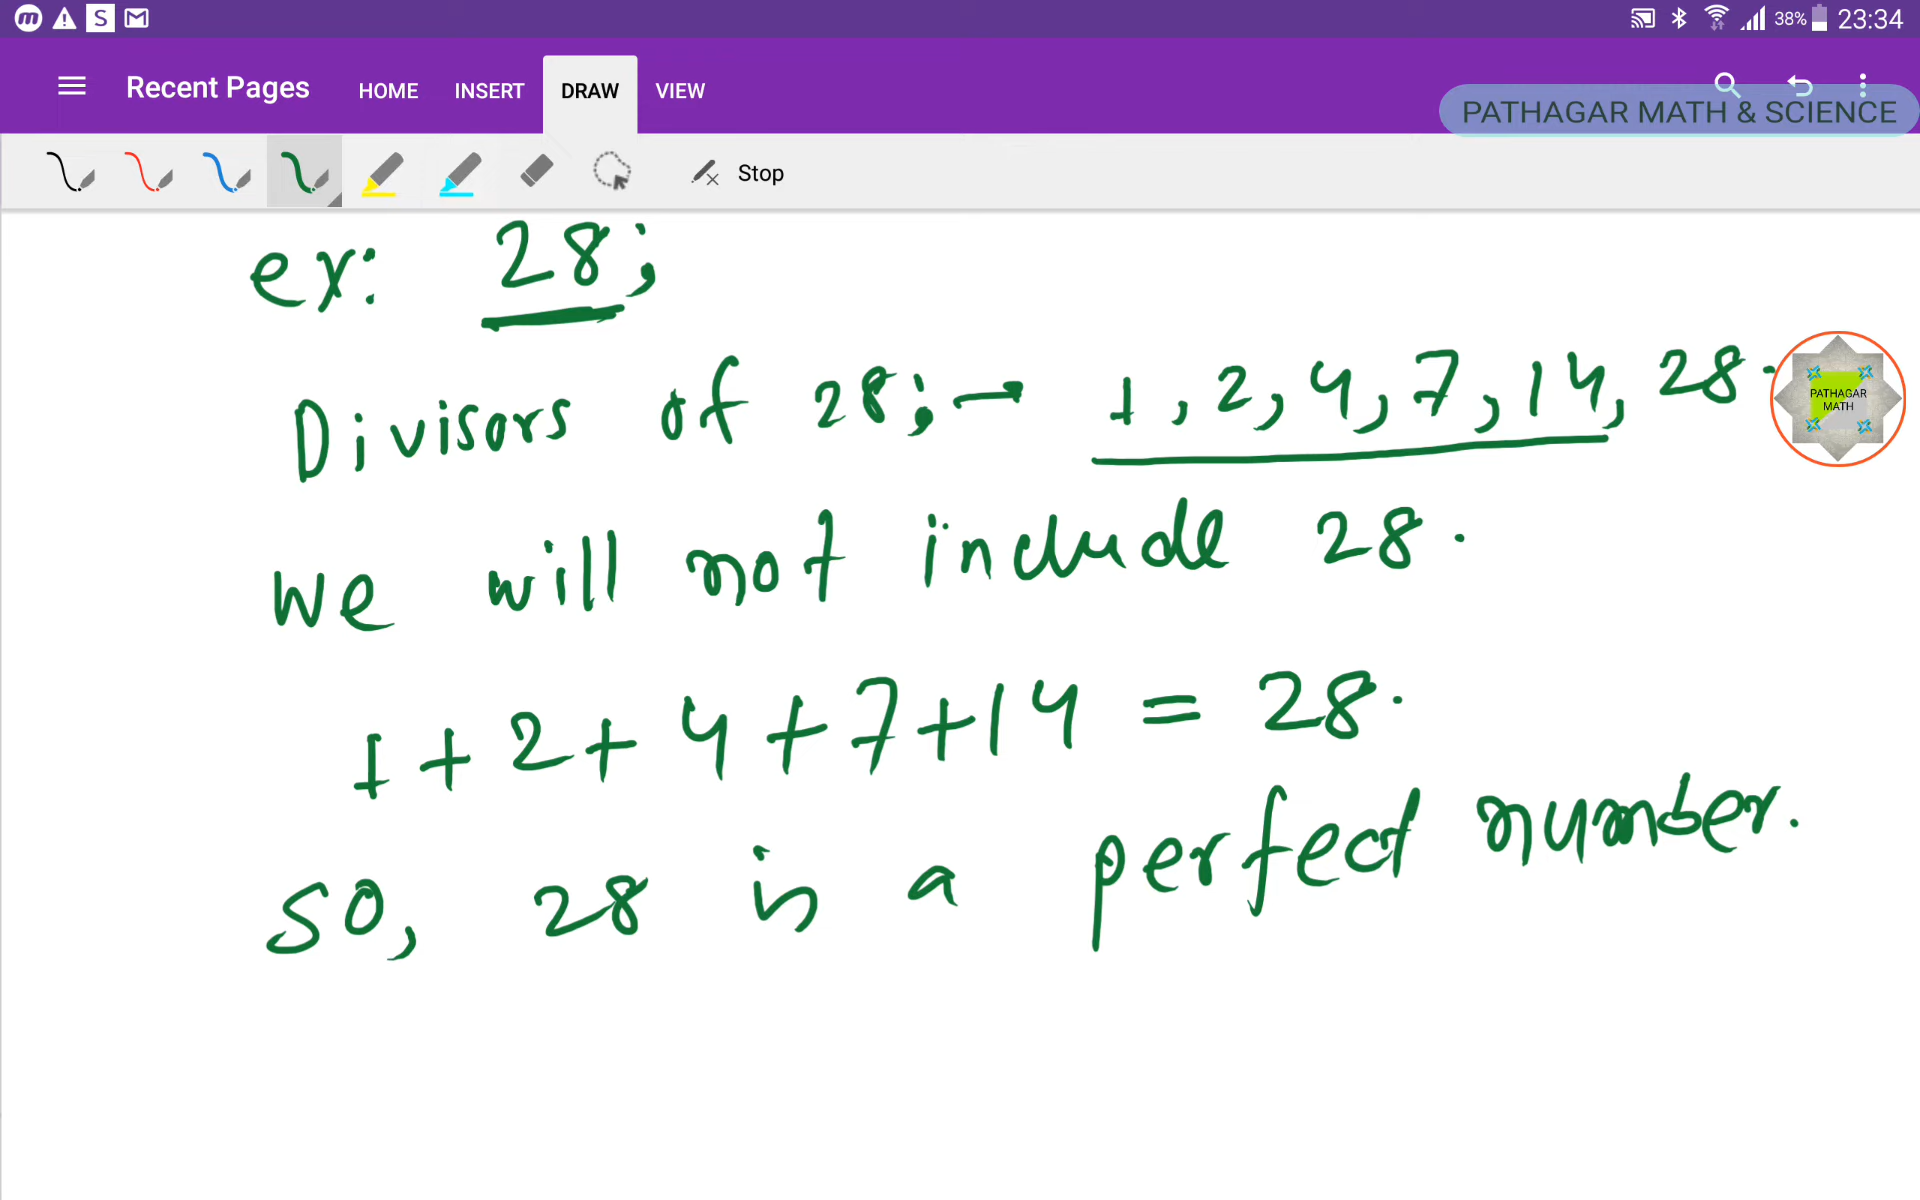 38% 23:34
Recent Pages HOME INSERT DRAW VIEW
PATHAGAR MATH & SCIENCE
Stop
ex: 28;
Divisors of 28;→ 1, 2, 4, 7, 14, 28.
PATHAGAR
MATH
We will not include 28.
1 + 2 + 4 + 7 + 14 = 28.
So, 28 is a perfect number.